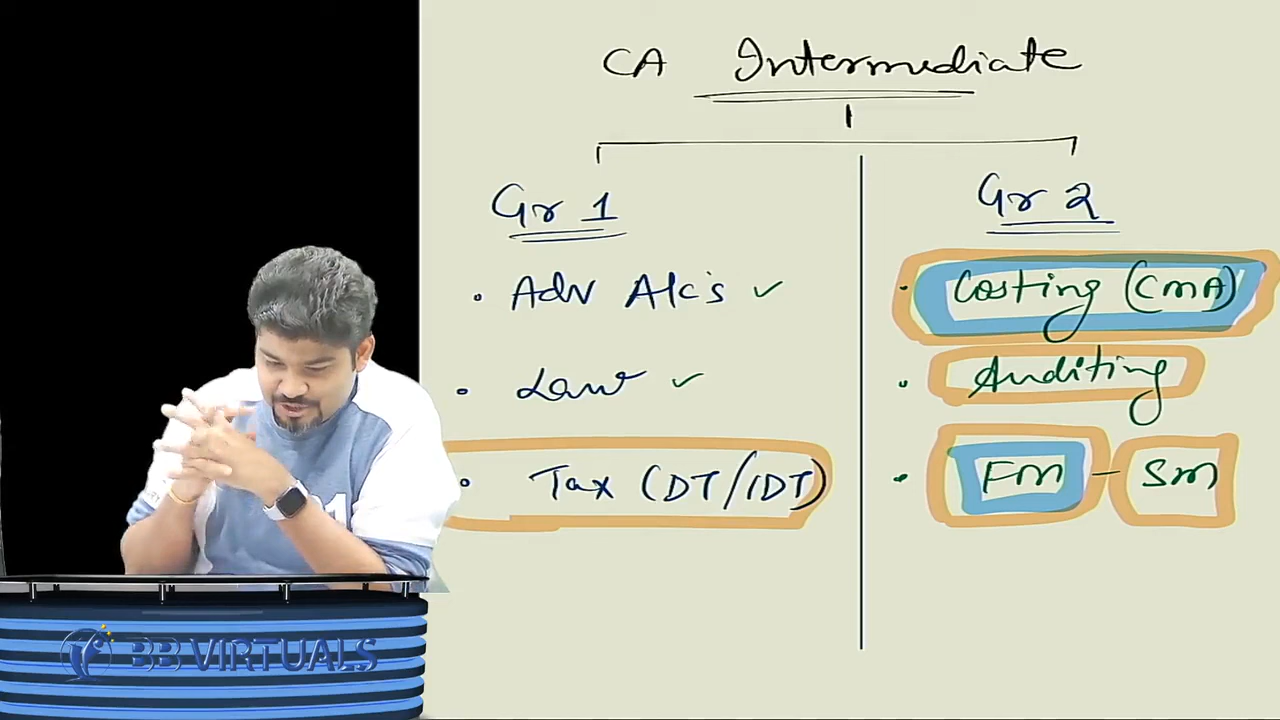 CA Intermediate
Gr 1
• Adv A/c's ✓
• Law ✓
• Tax (DT/IDT)
Gr 2
• Costing (CMA)
• Auditing
• FM - SM
BB VIRTUALS